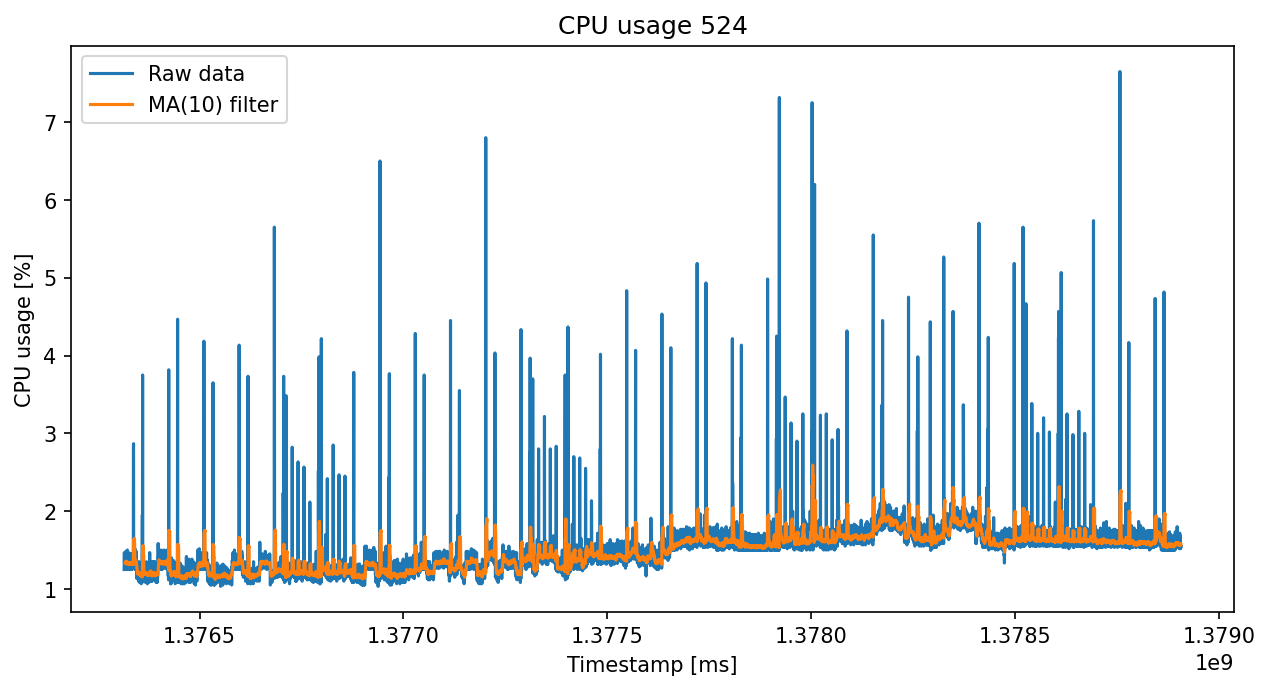 CPU usage 524
Raw data
MA(10) filter
CPU usage [%]
7
6
5
4
3
2
1
1.3765 1.3770 1.3775 1.3780 1.3785 1.3790
1e9
Timestamp [ms]